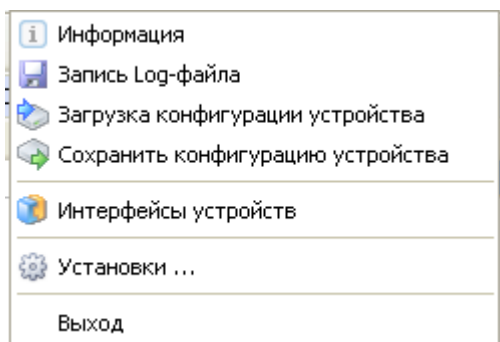 Информация
Запись Log-файла
Загрузка конфигурации устройства
Сохранить конфигурацию устройства
Интерфейсы устройств
Установки ...
Выход